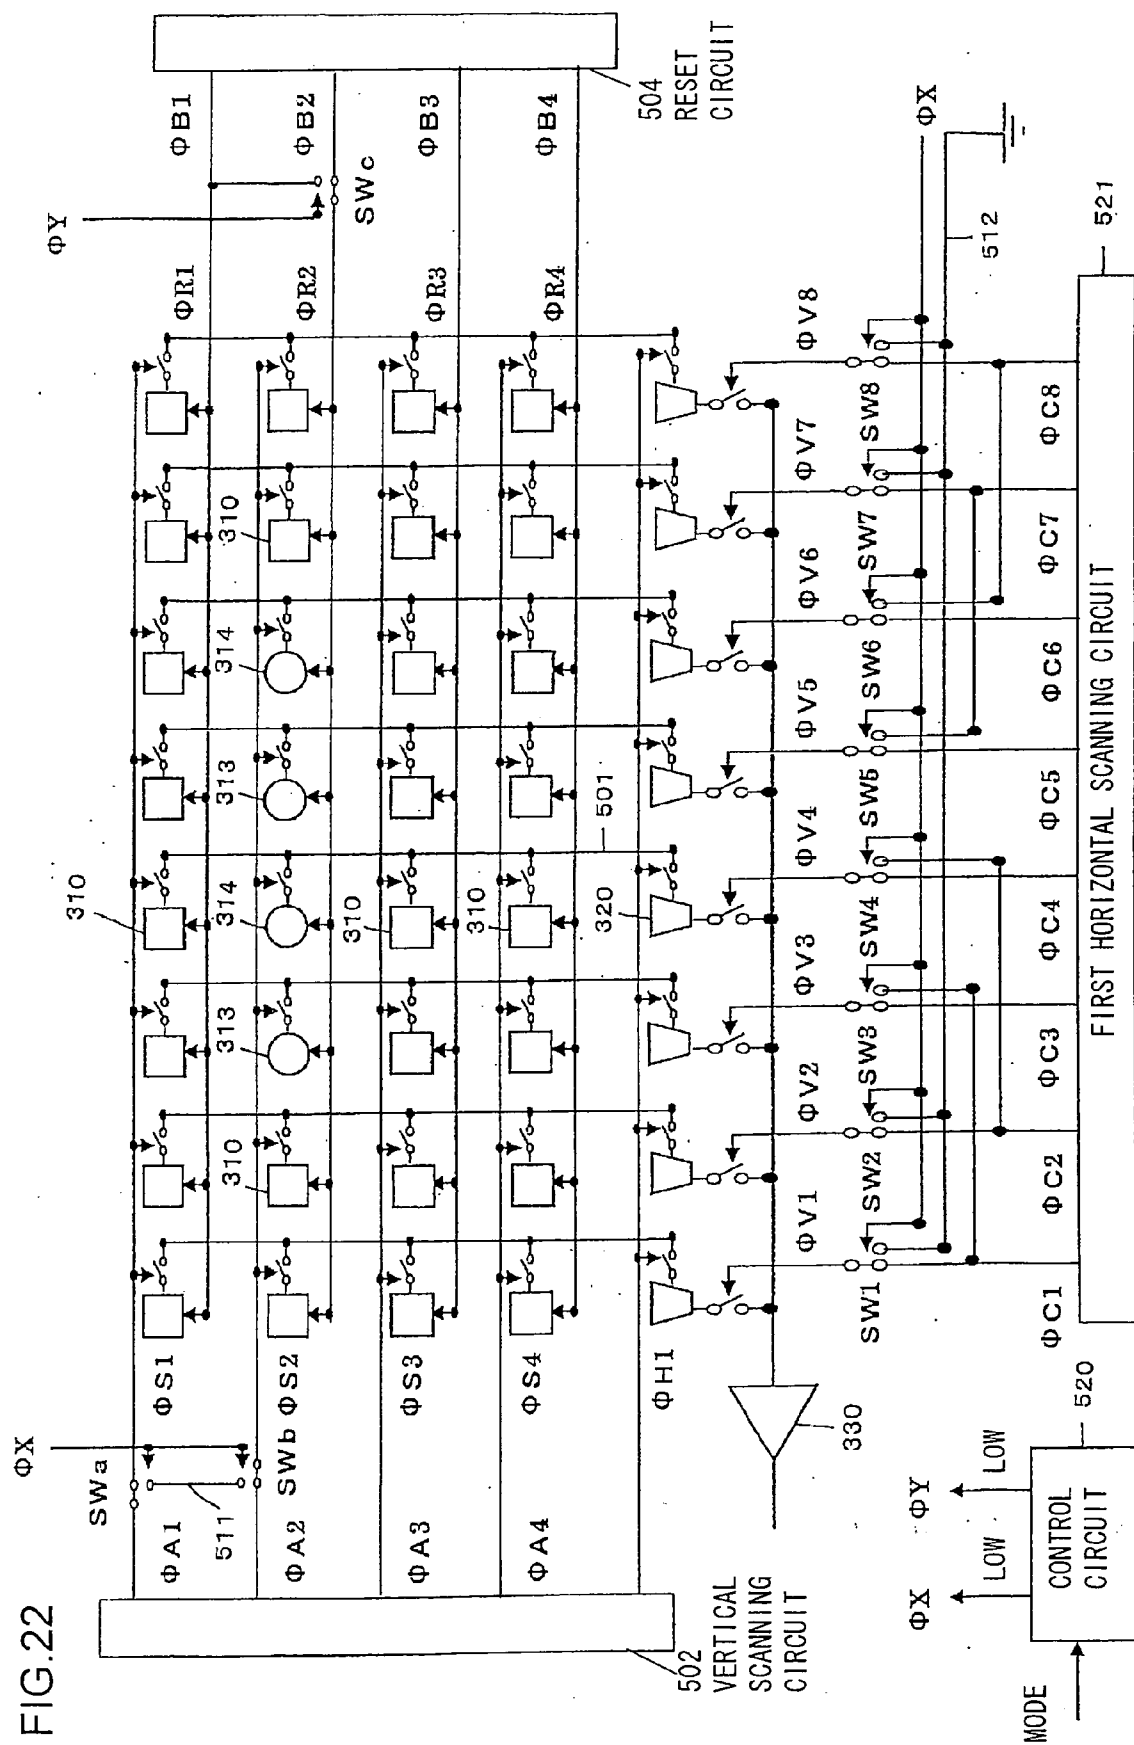 FIG.22
ΦX
SWa
ΦA1
511
SWb
ΦA2
ΦA3
ΦA4
502
VERTICAL
SCANNING
CIRCUIT
ΦS1
ΦS2
ΦS3
ΦS4
ΦH1
310
310
313
314
313
314
310
310
310
501
320
ΦR1
ΦR2
ΦR3
ΦR4
ΦY
SWc
ΦB1
ΦB2
ΦB3
ΦB4
504
RESET
CIRCUIT
330
ΦV1
ΦV2
ΦV3
ΦV4
ΦV5
ΦV6
ΦV7
ΦV8
SW1
SW2
SW3
SW4
SW5
SW6
SW7
SW8
ΦX
512
ΦC1
ΦC2
ΦC3
ΦC4
ΦC5
ΦC6
ΦC7
ΦC8
FIRST HORIZONTAL SCANNING CIRCUIT
521
MODE
CONTROL
CIRCUIT
520
ΦX
LOW
ΦY
LOW